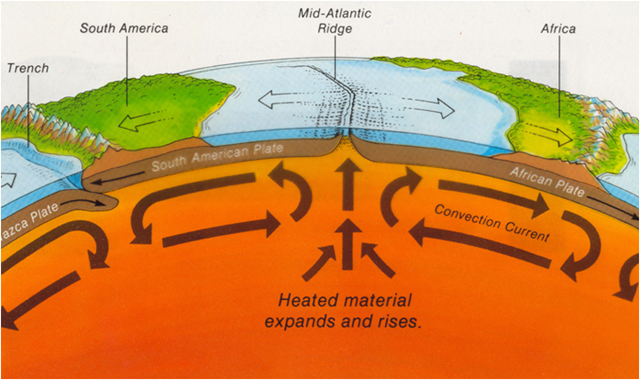 Mid-Atlantic
Ridge
South America
Africa
Trench
South American Plate
African Plate
azca Plate
Convection Current
Heated material
expands and rises.